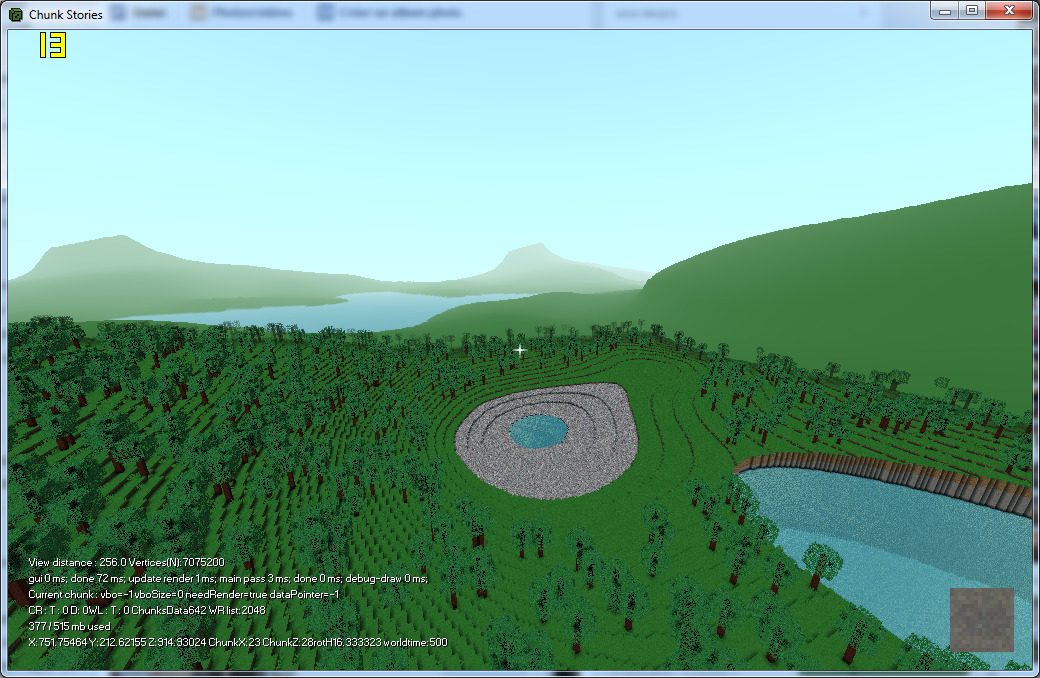 Chunk Stories
13
View distance : 256.0 Vertices(N):7075200
gui 0 ms; done 72 ms; update render 1 ms; main pass 3 ms; done 0 ms; debug-draw 0 ms;
Current chunk : vbo=-1 vboSize=0 needRender=true dataPointer=-1
CR : T : 0 D: 0WL : T : 0 ChunksData642 WR list:2048
377 / 515 mb used
X:751.75464 Y:212.62155 Z:914.93024 ChunkX:23 ChunkZ:28rotH16.333323 worldtime:500